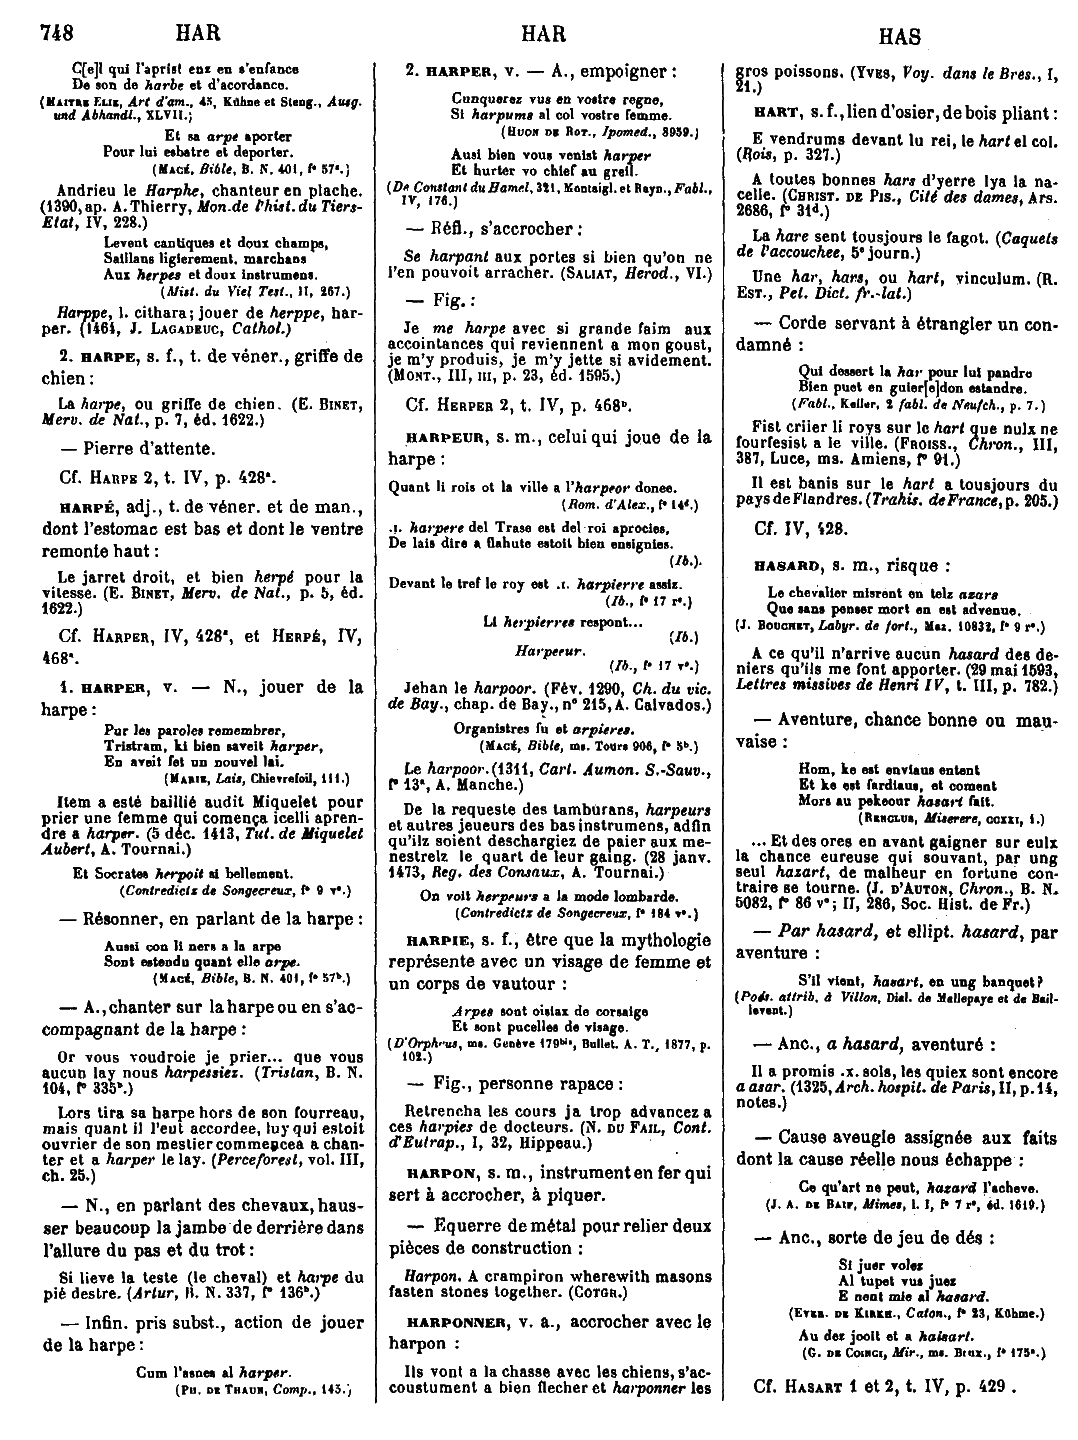 748 HAR
HAR
HAS
C[e]l qui l'aprist enz en s'enfance
De son de harbe et d'acordance.
(MAITRE ELIE, Art d'am., 45, Kühne et Steng., Ausg.
und Abhandl., XLVII.)
Et sa arpe aporter
Pour lui esbatre et deporter.
(MACÉ, Bible, B. N. 401, f° 57ᵃ.)
Andrieu le Harphe, chanteur en plache.
(1390, ap. A. Thierry, Mon. de l'hist. du Tiers-
Etat, IV, 228.)
Levent cantiques et doux champs,
Saillans ligierement, marchans
Aux herpes et doux instrumens.
(Mist. du Viel Test., II, 267.)
Harppe, l. cithara; jouer de herppe, har-
per. (1464, J. LAGADEUC, Cathol.)
2. HARPE, s. f., t. de véner., griffe de
chien :
La harpe, ou griffe de chien. (E. BINET,
Merv. de Nat., p. 7, éd. 1622.)
— Pierre d'attente.
Cf. HARPE 2, t. IV, p. 428ᵃ.
HARPÉ, adj., t. de véner. et de man.,
dont l'estomac est bas et dont le ventre
remonte haut :
Le jarret droit, et bien herpé pour la
vitesse. (E. BINET, Merv. de Nat., p. 5, éd.
1622.)
Cf. HARPER, IV, 428ᵃ, et HERPÉ, IV,
468ᵃ.
1. HARPER, v. — N., jouer de la
harpe :
Par les paroles remembrer,
Tristram, ki bien saveit harper,
En aveit fet un nouvel lai.
(MARIE, Lais, Chievrefoil, 111.)
Item a esté baillié audit Miquelet pour
prier une femme qui comença icelli apren-
dre a harper. (5 déc. 1413, Tut. de Miquelet
Aubert, A. Tournai.)
Et Socrates herpoit si bellement.
(Contredictz de Songecreux, f° 9 v°.)
— Résonner, en parlant de la harpe :
Aussi con li ners a la arpe
Sont estendu quant elle arpe.
(MACÉ, Bible, B. N. 401, f° 57ᵇ.)
— A., chanter sur la harpe ou en s'ac-
compagnant de la harpe :
Or vous voudroie je prier... que vous
aucun lay nous harpessiez. (Tristan, B. N.
104, f° 335ᵇ.)
Lors tira sa harpe hors de son fourreau,
mais quant il l'eut accordee, luy qui estoit
ouvrier de son mestier commencea a chan-
ter et a harper le lay. (Perceforest, vol. III,
ch. 25.)
— N., en parlant des chevaux, haus-
ser beaucoup la jambe de derrière dans
l'allure du pas et du trot :
Si lieve la teste (le cheval) et harpe du
pié destre. (Artur, B. N. 337, f° 136ᵇ.)
— Infin. pris subst., action de jouer
de la harpe :
Cum l'asnes al harper.
(PH. DE THAUN, Comp., 145.)
2. HARPER, v. — A., empoigner :
Cunquerez vus en vostre regne,
Si harpums al col vostre femme.
(HUON DE ROT., Ipomed., 8959.)
Ausi bien vous venist harper
Et hurter vo chief au greil.
(De Constant du Hamel, 321, Montaigl. et Rayn., Fabl.,
IV, 176.)
— Réfl., s'accrocher :
Se harpant aux portes si bien qu'on ne
l'en pouvoit arracher. (SALIAT, Herod., VI.)
— Fig. :
Je me harpe avec si grande faim aux
accointances qui reviennent a mon goust,
je m'y produis, je m'y jette si avidement.
(MONT., III, III, p. 23, éd. 1595.)
Cf. HERPER 2, t. IV, p. 468ᵇ.
HARPEUR, s. m., celui qui joue de la
harpe :
Quant li rois ot la ville a l'harpeor donee.
(Rom. d'Alex., f° 14ᵈ.)
.I. harpere del Trase est del roi aprocies,
De lais dire a flahute estoit bien ensignies.
(Ib.).
Devant le tref le roy est .I. harpierre assiz.
(Ib., f° 17 r°.)
Li herpierres respont...
(Ib.)
Harpeeur.
(Ib., f° 17 v°.)
Jehan le harpoor. (Fév. 1290, Ch. du vic.
de Bay., chap. de Bay., n° 215, A. Calvados.)
Organistres fu et arpieres.
(MACÉ, Bible, ms. Tours 906, f° 5ᵇ.)
Le harpoor. (1311, Cart. Aumon. S.-Sauv.,
f° 13ᵃ, A. Manche.)
De la requeste des tamburans, harpeurs
et autres jeueurs des bas instrumens, adfin
qu'ilz soient deschargiez de paier aux me-
nestrelz le quart de leur gaing. (28 janv.
1473, Reg. des Consaux, A. Tournai.)
On voit herpeurs a la mode lombarde.
(Contredictz de Songecreux, f° 184 v°.)
HARPIE, s. f., être que la mythologie
représente avec un visage de femme et
un corps de vautour :
Arpes sont oisiax de corsaige
Et sont pucelles de visage.
(D'Orpheus, ms. Genève 179ᵇⁱˢ, Bullet. A. T., 1877, p.
102.)
— Fig., personne rapace :
Retrencha les cours ja trop advancez a
ces harpies de docteurs. (N. DU FAIL, Cont.
d'Eutrap., I, 32, Hippeau.)
HARPON, s. m., instrument en fer qui
sert à accrocher, à piquer.
— Equerre de métal pour relier deux
pièces de construction :
Harpon. A crampiron wherewith masons
fasten stones together. (COTGR.)
HARPONNER, v. a., accrocher avec le
harpon :
Ils vont a la chasse avec les chiens, s'ac-
coustument a bien flecher et harponner les
gros poissons. (YVES, Voy. dans le Bres., I,
21.)
HART, s. f., lien d'osier, de bois pliant :
E vendrums devant lu rei, le hart el col.
(Rois, p. 327.)
A toutes bonnes hars d'yerre lya la na-
celle. (CHRIST. DE PIS., Cité des dames, Ars.
2686, f° 31ᵈ.)
La hare sent tousjours le fagot. (Caquets
de l'accouchee, 5ᵉ journ.)
Une har, hars, ou hart, vinculum. (R.
EST., Pet. Dict. fr.-lat.)
— Corde servant à étrangler un con-
damné :
Qui dessert la har pour lui pandre
Bien puet en guier[e]don estandre.
(Fabl., Keller, 2 fabl. de Neufch., p. 7.)
Fist criier li roys sur le hart que nulx ne
fourfesist a le ville. (FROISS., Chron., III,
387, Luce, ms. Amiens, f° 91.)
Il est banis sur le hart a tousjours du
pays de Flandres. (Trahis. de France, p. 205.)
Cf. IV, 428.
HASARD, s. m., risque :
Le chevalier misrent en telz azars
Que sans penser mort en est advenue.
(J. BOUCHET, Labyr. de fort., Maz. 10832, f° 9 r°.)
A ce qu'il n'arrive aucun hasard des de-
niers qu'ils me font apporter. (29 mai 1593,
Lettres missives de Henri IV, t. III, p. 782.)
— Aventure, chance bonne ou mau-
vaise :
Hom, ke est envians entent
Et ke est fardiaus, et coment
Mors au pekeour hasart fait.
(RENCLUS, Miserere, CCXXI, 1.)
... Et des ores en avant gaigner sur eulx
la chance eureuse qui souvant, par ung
seul hazart, de malheur en fortune con-
traire se tourne. (J. D'AUTON, Chron., B. N.
5082, f° 86 v°; II, 286, Soc. Hist. de Fr.)
— Par hasard, et ellipt. hasard, par
aventure :
S'il vient, hasart, en ung banquet?
(Poés. attrib. à Villon, Dial. de Mallepaye et de Bail-
levent.)
— Anc., a hasard, aventuré :
Il a promis .x. sols, les quiex sont encore
a asar. (1325, Arch. hospit. de Paris, II, p. 14,
notes.)
— Cause aveugle assignée aux faits
dont la cause réelle nous échappe :
Ce qu'art ne peut, hazard l'acheve.
(J. A. DE BAIF, Mimes, l. I, f° 7 r°, éd. 1619.)
— Anc., sorte de jeu de dés :
Si juer volez
Al tupet vus juez
E nent mie al hasard.
(EVER. DE KIRKH., Caton., f° 23, Kühme.)
Au dez jooit et a haisart.
(G. DE COINCI, Mir., ms. Brux., f° 175ᵃ.)
Cf. HASART 1 et 2, t. IV, p. 429 .